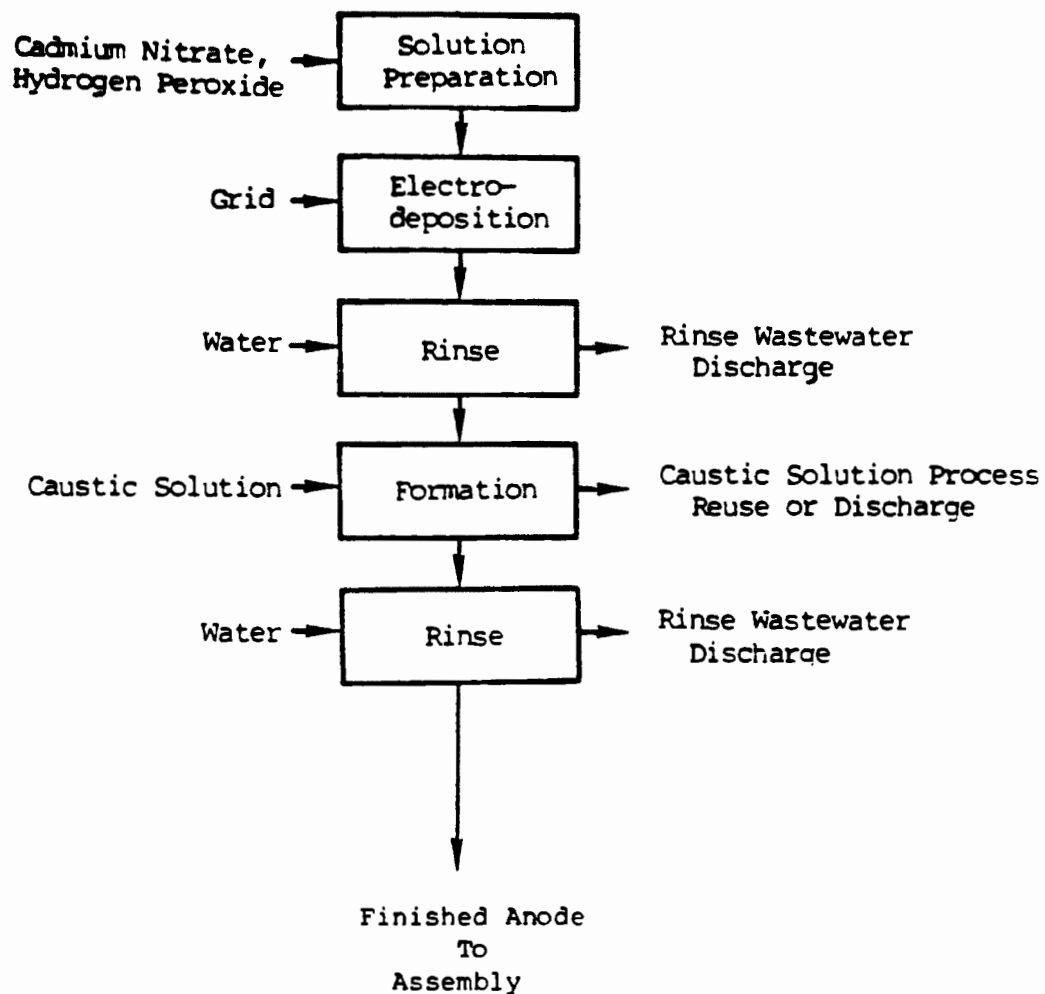 Cadmium Nitrate,
Hydrogen Peroxide
Solution
Preparation
Grid
Electro-
deposition
Water
Rinse
Rinse Wastewater
Discharge
Caustic Solution
Formation
Caustic Solution Process
Reuse or Discharge
Water
Rinse
Rinse Wastewater
Discharge
Finished Anode
To
Assembly